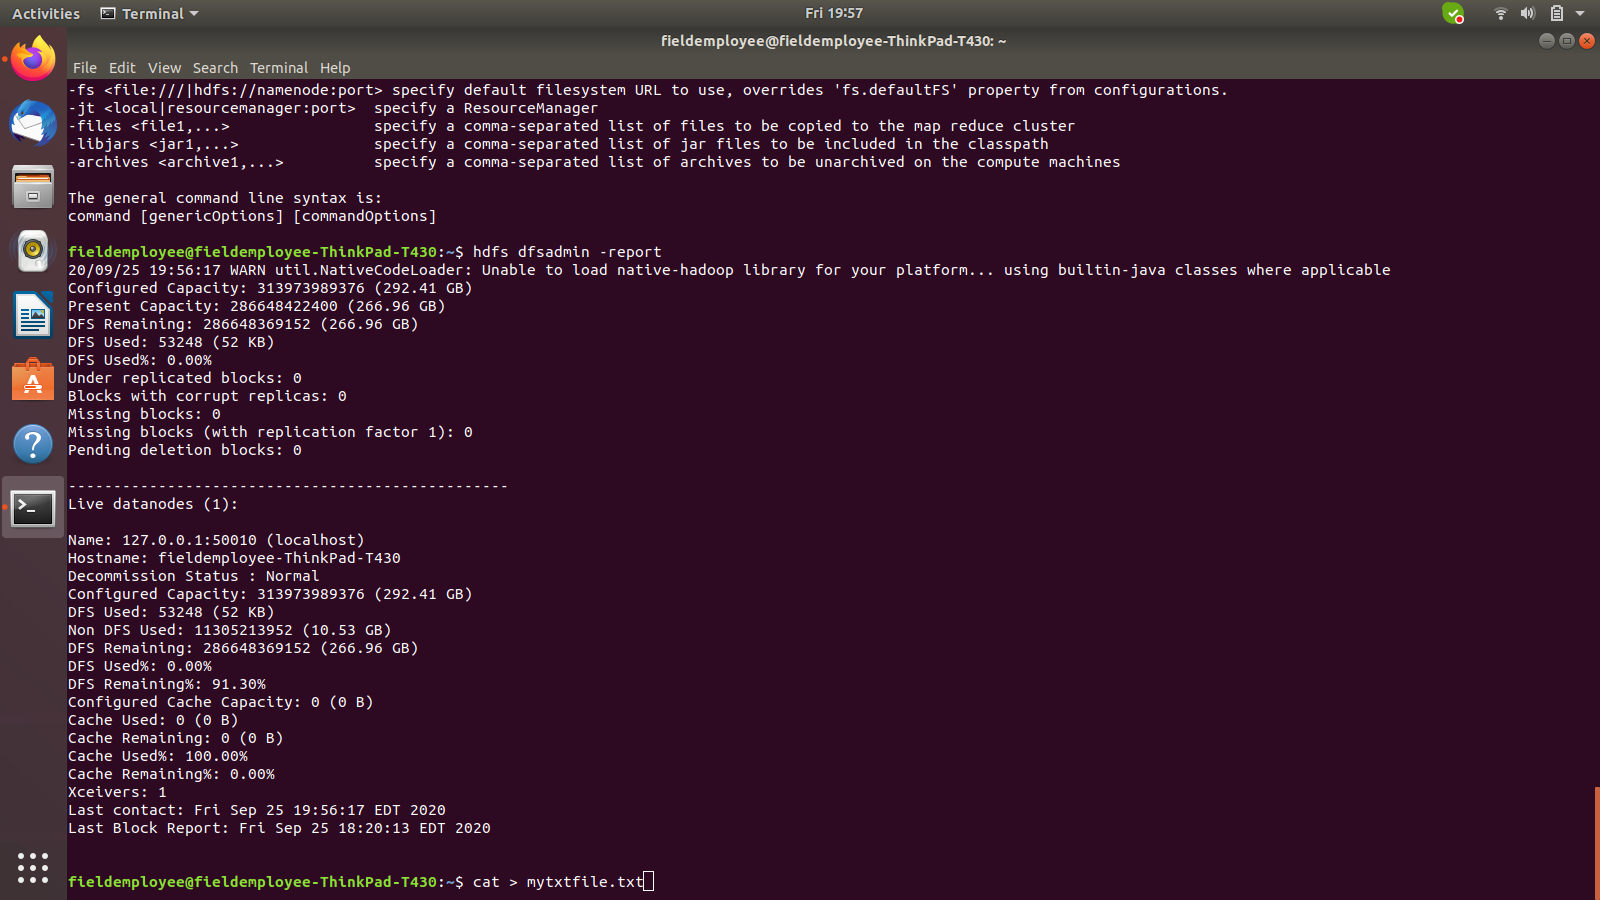 Activities Terminal Fri 19:57
fieldemployee@fieldemployee-ThinkPad-T430: ~
File Edit View Search Terminal Help
-fs <file:///|hdfs://namenode:port> specify default filesystem URL to use, overrides 'fs.defaultFS' property from configurations.
-jt <local|resourcemanager:port>  specify a ResourceManager
-files <file1,...>                specify a comma-separated list of files to be copied to the map reduce cluster
-libjars <jar1,...>               specify a comma-separated list of jar files to be included in the classpath
-archives <archive1,...>          specify a comma-separated list of archives to be unarchived on the compute machines
The general command line syntax is:
command [genericOptions] [commandOptions]
fieldemployee@fieldemployee-ThinkPad-T430:~$ hdfs dfsadmin -report
20/09/25 19:56:17 WARN util.NativeCodeLoader: Unable to load native-hadoop library for your platform... using builtin-java classes where applicable
Configured Capacity: 313973989376 (292.41 GB)
Present Capacity: 286648422400 (266.96 GB)
DFS Remaining: 286648369152 (266.96 GB)
DFS Used: 53248 (52 KB)
DFS Used%: 0.00%
Under replicated blocks: 0
Blocks with corrupt replicas: 0
Missing blocks: 0
Missing blocks (with replication factor 1): 0
Pending deletion blocks: 0
-------------------------------------------------
Live datanodes (1):
Name: 127.0.0.1:50010 (localhost)
Hostname: fieldemployee-ThinkPad-T430
Decommission Status : Normal
Configured Capacity: 313973989376 (292.41 GB)
DFS Used: 53248 (52 KB)
Non DFS Used: 11305213952 (10.53 GB)
DFS Remaining: 286648369152 (266.96 GB)
DFS Used%: 0.00%
DFS Remaining%: 91.30%
Configured Cache Capacity: 0 (0 B)
Cache Used: 0 (0 B)
Cache Remaining: 0 (0 B)
Cache Used%: 100.00%
Cache Remaining%: 0.00%
Xceivers: 1
Last contact: Fri Sep 25 19:56:17 EDT 2020
Last Block Report: Fri Sep 25 18:20:13 EDT 2020
fieldemployee@fieldemployee-ThinkPad-T430:~$ cat > mytxtfile.txt